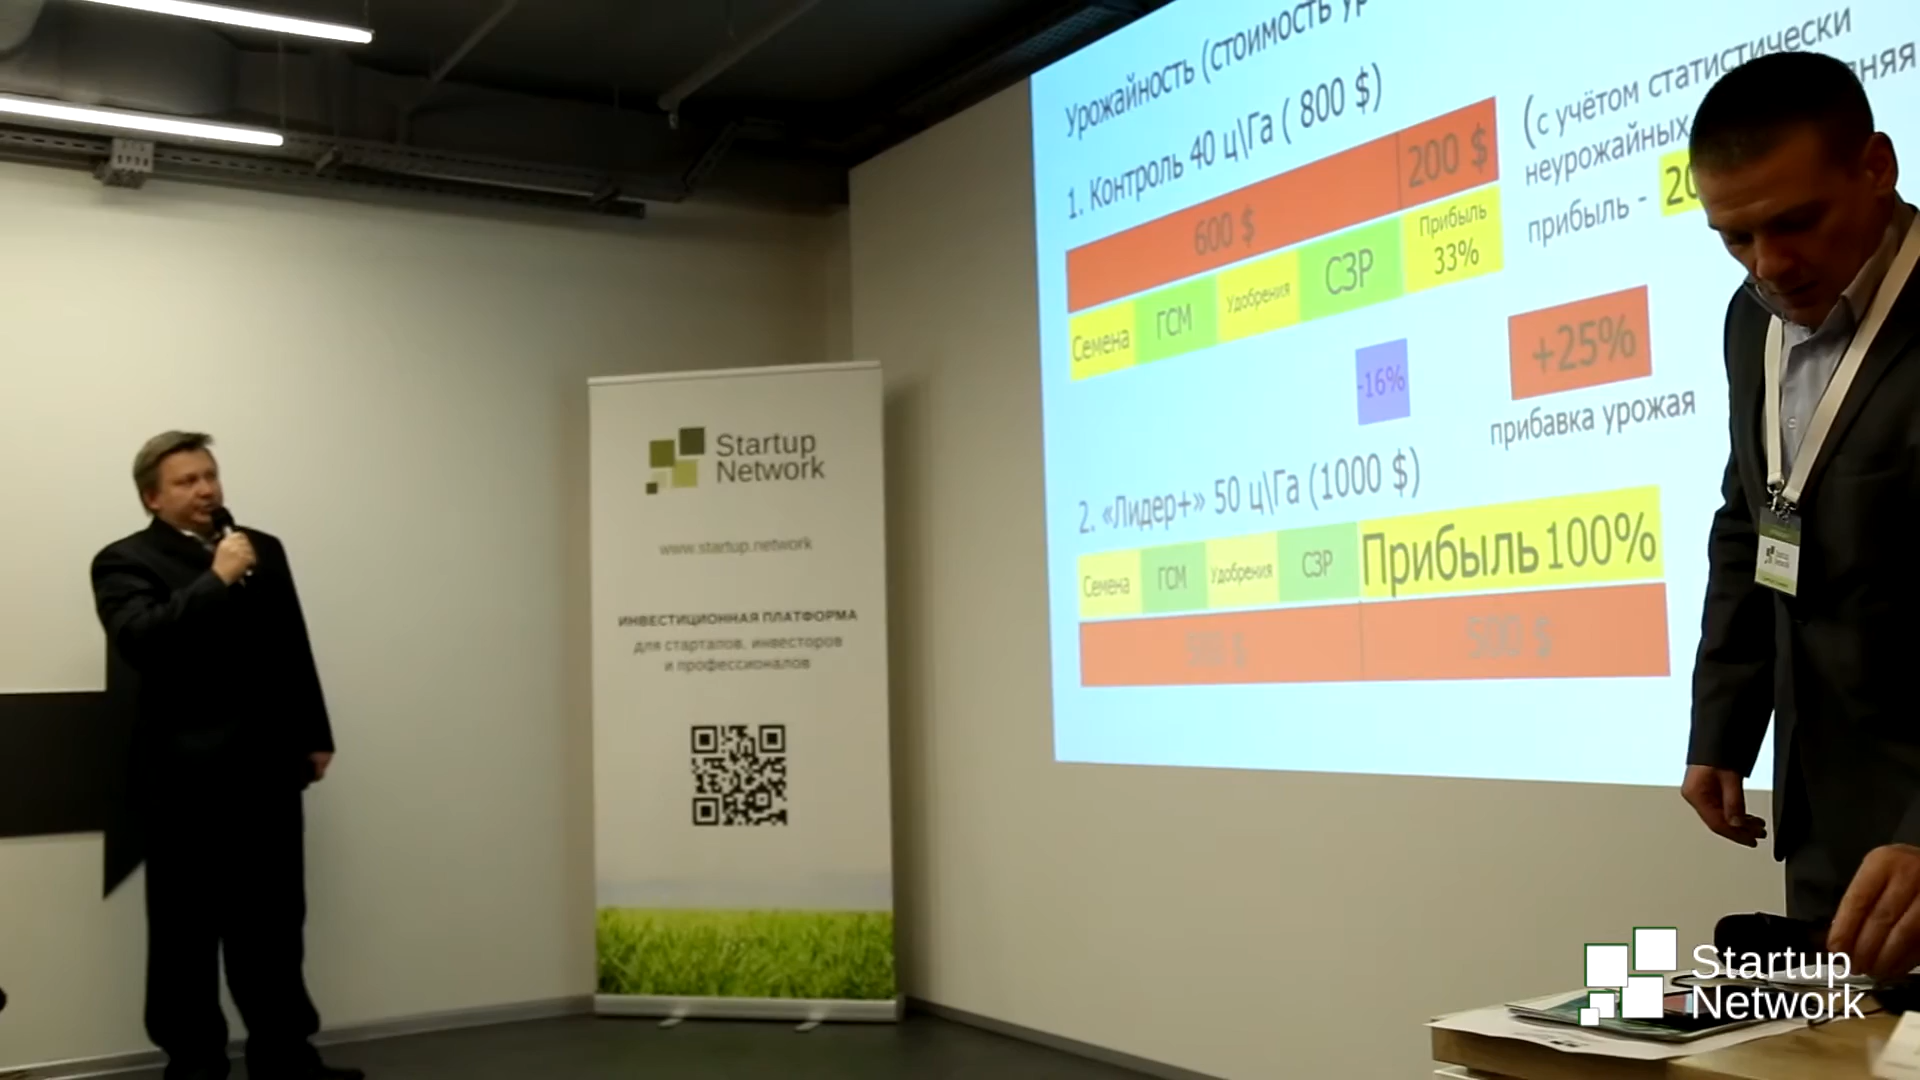 Урожайность (стоимость
1. Контроль 40 ц\Га ( 800 $)
600 $
200 $
Семена
ГСМ
Удобрения
СЗР
Прибыль
33%
(с учётом статистически
неурожайных
прибыль -
-16%
+25%
прибавка урожая
2. «Лидер+» 50 ц\Га (1000 $)
Семена
ГСМ
Удобрения
СЗР
Прибыль 100%
500 $
Startup
Network
www.startup.network
ИНВЕСТИЦИОННАЯ ПЛАТФОРМА
для стартапов, инвесторов
и профессионалов
Startup
Network
Startup
Network